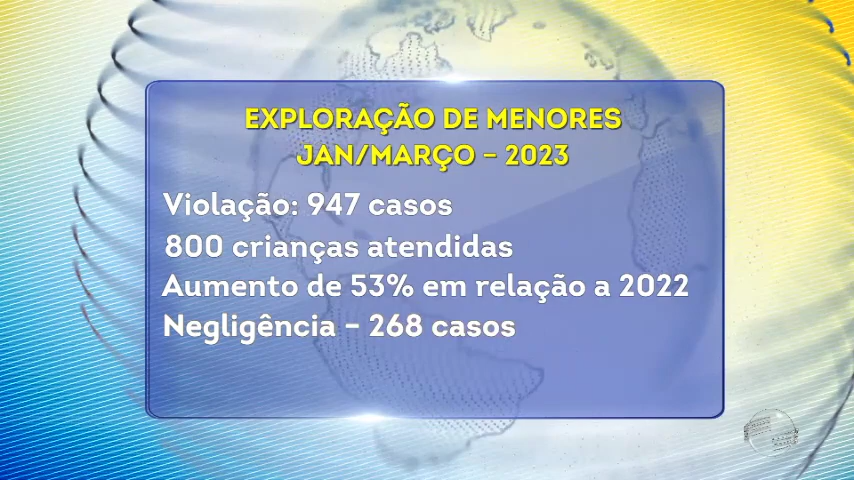 EXPLORAÇÃO DE MENORES
JAN/MARÇO – 2023
Violação: 947 casos
800 crianças atendidas
Aumento de 53% em relação a 2022
Negligência – 268 casos